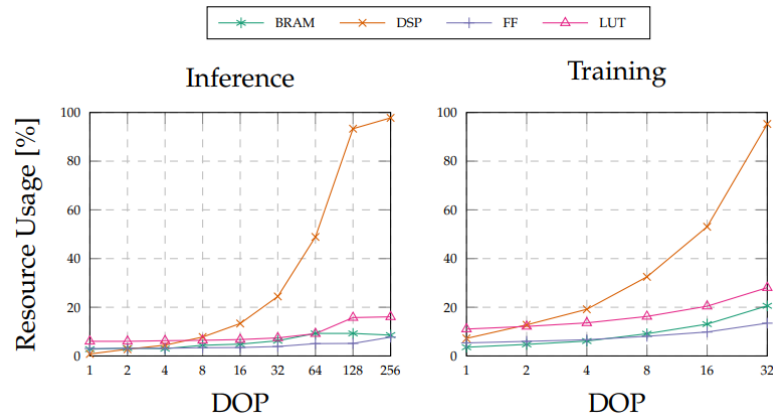 BRAM DSP FF LUT
Inference Training
Resource Usage [%]
100 100
80 80
60 60
40 40
20 20
0 0
1 2 4 8 16 32 64 128 256 1 2 4 8 16 32
DOP DOP